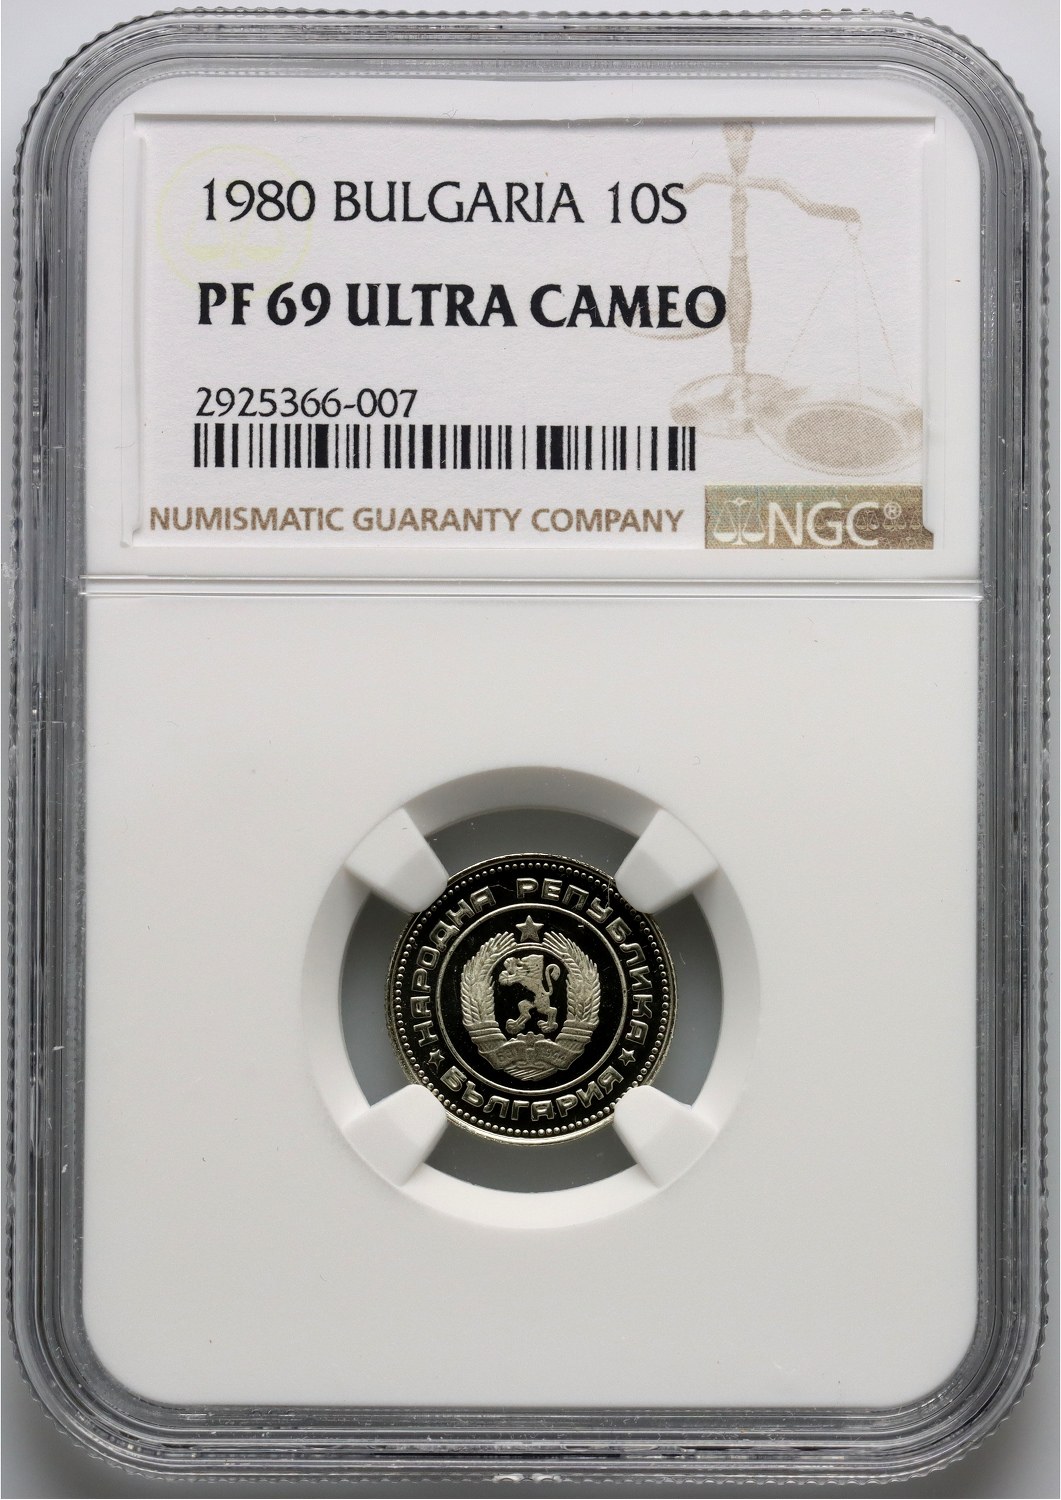 1980 BULGARIA 10S
PF 69 ULTRA CAMEO
2925366-007
NUMISMATIC GUARANTY COMPANY
NGC®
НАРОДНА РЕПУБЛИКА
БЪЛГАРИЯ